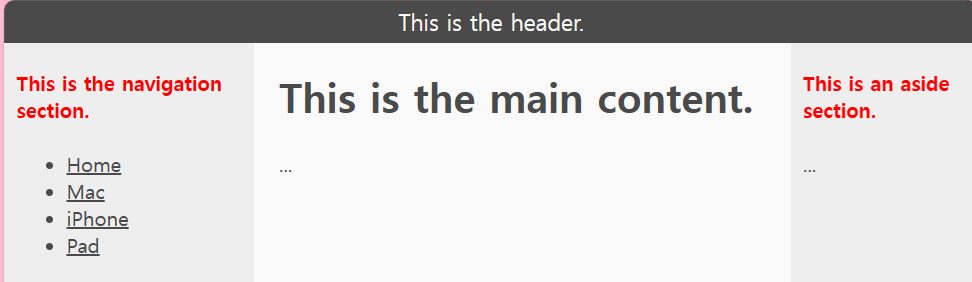 This is the header.
This is the navigation
section.
Home
Mac
iPhone
Pad
This is the main content.
...
This is an aside
section.
...